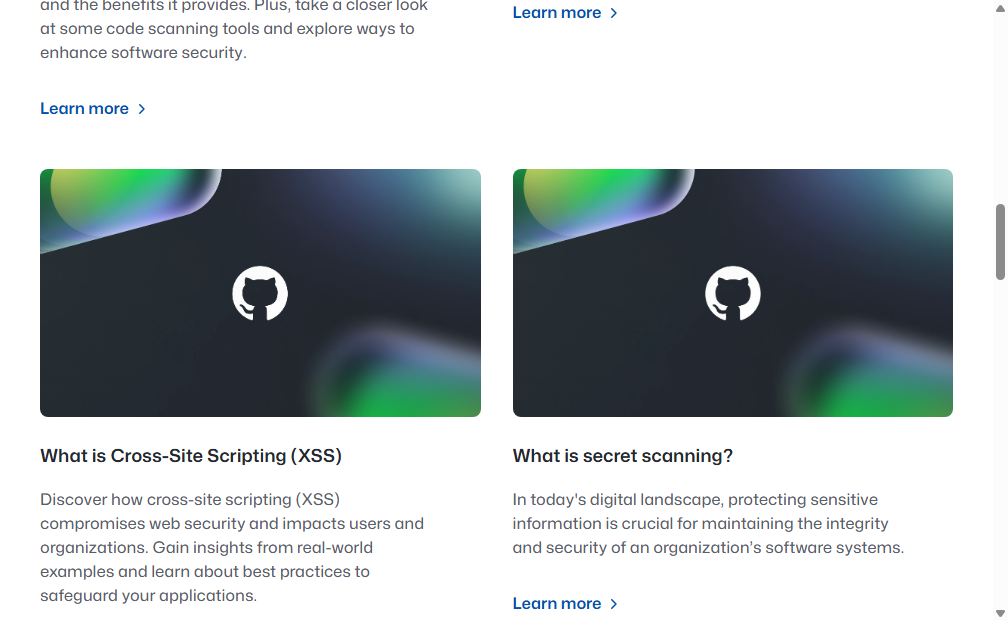 and the benefits it provides. Plus, take a closer look
at some code scanning tools and explore ways to
enhance software security.
Learn more
Learn more
What is Cross-Site Scripting (XSS)
Discover how cross-site scripting (XSS)
compromises web security and impacts users and
organizations. Gain insights from real-world
examples and learn about best practices to
safeguard your applications.
What is secret scanning?
In today's digital landscape, protecting sensitive
information is crucial for maintaining the integrity
and security of an organization’s software systems.
Learn more